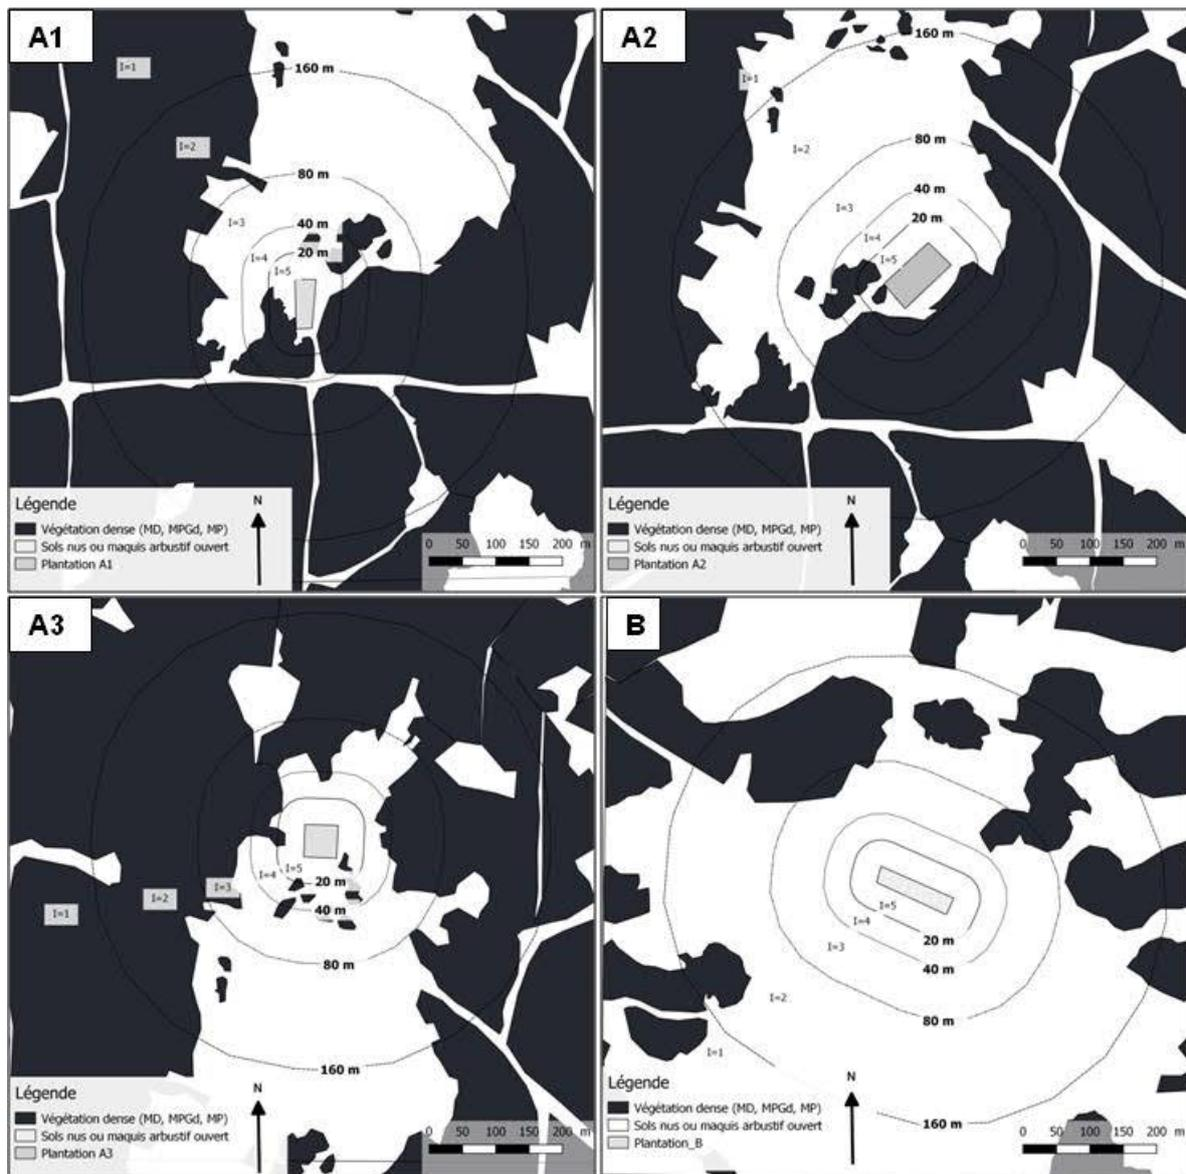 A1
I=1
160 m
I=2
80 m
I=3
40 m
I=4
20 m
I=5
Légende
Végétation dense (MD, MPGd, MP)
Sols nus ou maquis arbustif ouvert
Plantation A1
N
0 50 100 150 200 m
A2
160 m
I=1
80 m
I=2
40 m
I=3
20 m
I=4
I=5
Légende
Végétation dense (MD, MPGd, MP)
Sols nus ou maquis arbustif ouvert
Plantation A2
N
0 50 100 150 200 m
A3
I=5
I=4
20 m
I=3
I=2
40 m
I=1
80 m
160 m
Légende
Végétation dense (MD, MPGd, MP)
Sols nus ou maquis arbustif ouvert
Plantation A3
N
0 50 100 150 200 m
B
I=5
I=4
20 m
I=3
40 m
I=2
80 m
I=1
160 m
Légende
Végétation dense (MD, MPGd, MP)
Sols nus ou maquis arbustif ouvert
Plantation_B
N
0 50 100 150 200 m